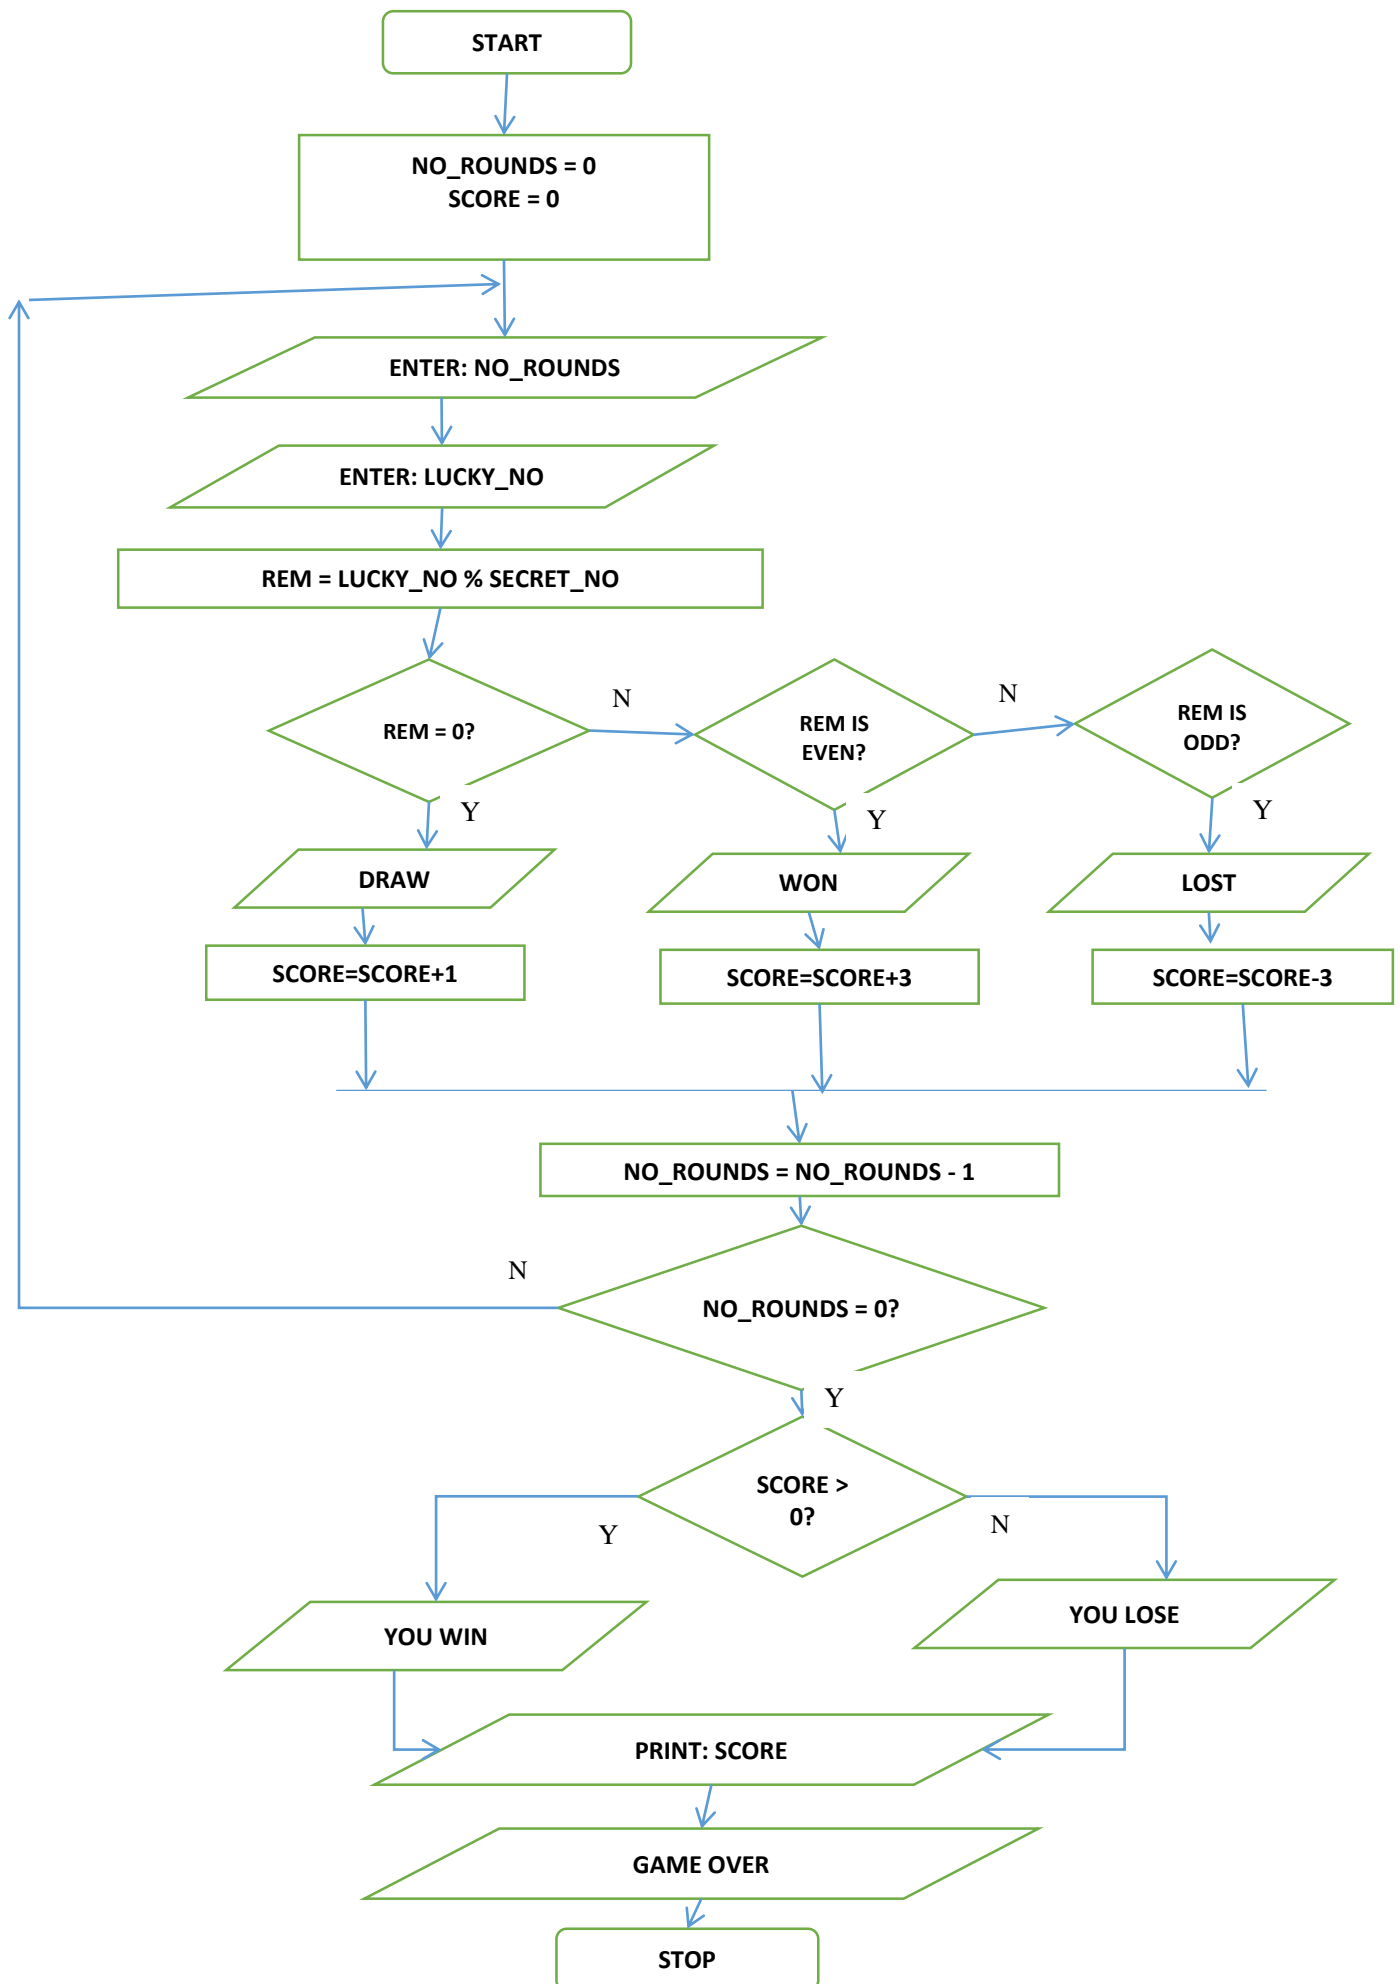 START
NO_ROUNDS = 0
SCORE = 0
ENTER: NO_ROUNDS
ENTER: LUCKY_NO
REM = LUCKY_NO % SECRET_NO
REM = 0?
N
REM IS
EVEN?
N
REM IS
ODD?
Y
Y
Y
DRAW
WON
LOST
SCORE=SCORE+1
SCORE=SCORE+3
SCORE=SCORE-3
NO_ROUNDS = NO_ROUNDS - 1
N
NO_ROUNDS = 0?
Y
SCORE >
0?
Y
N
YOU WIN
YOU LOSE
PRINT: SCORE
GAME OVER
STOP